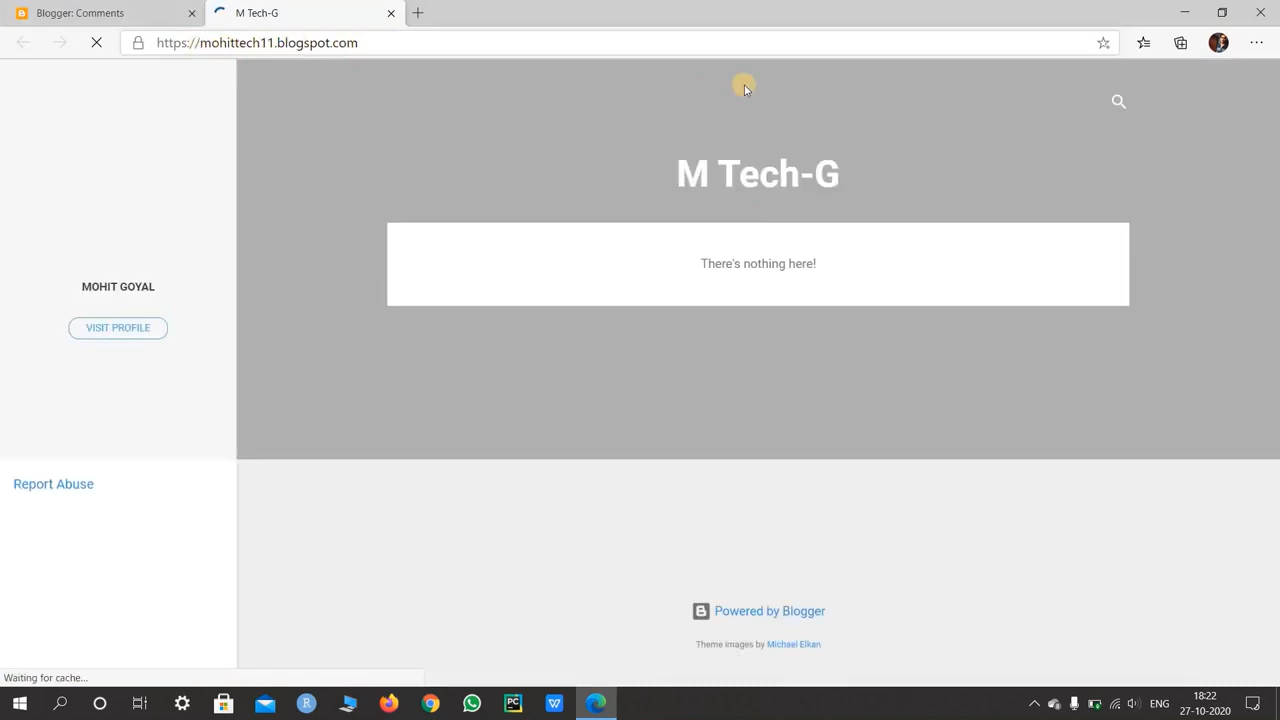 Blogger: Comments
M Tech-G
https://mohittech11.blogspot.com
M Tech-G
There's nothing here!
MOHIT GOYAL
VISIT PROFILE
Report Abuse
Powered by Blogger
Theme images by Michael Elkan
Waiting for cache...
R
PC
W
ENG
18:22
27-10-2020